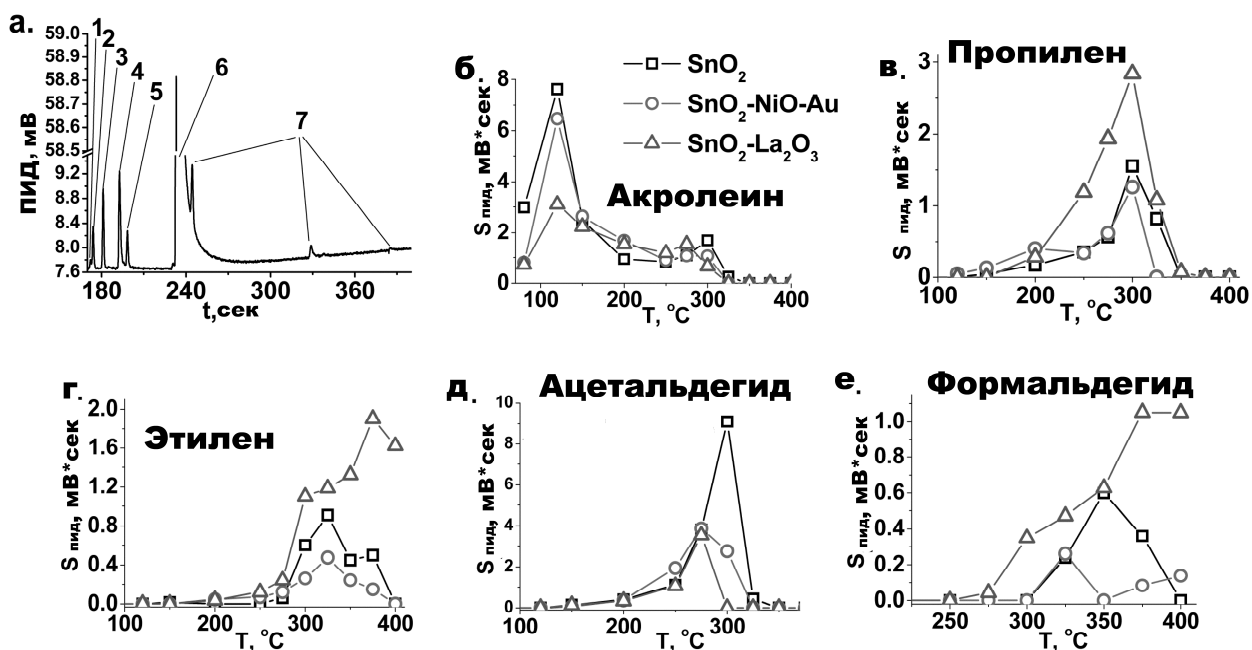 а.
59.0
58.9
58.8
58.7
58.6
58.5
9.2
8.8
8.4
8.0
7.6
ПИД, мВ
1
2
3
4
5
6
7
180
240
300
360
t,сек
б.
8
6
4
2
0
S пид, мВ*сек.
SnO2
SnO2-NiO-Au
SnO2-La2O3
Акролеин
100
200
300
400
T, °C
в.
Пропилен
3
2
1
0
S пид, мВ*сек
100
200
300
400
T, °C
г.
Этилен
2.0
1.6
1.2
0.8
0.4
0.0
S пид, мВ*сек
100
200
300
400
T, °C
д.
Ацетальдегид
10
8
6
4
2
0
S пид, мВ*сек
100
200
300
T, °C
е.
Формальдегид
1.0
0.8
0.6
0.4
0.2
0.0
S пид, мВ*сек
250
300
350
400
T, °C